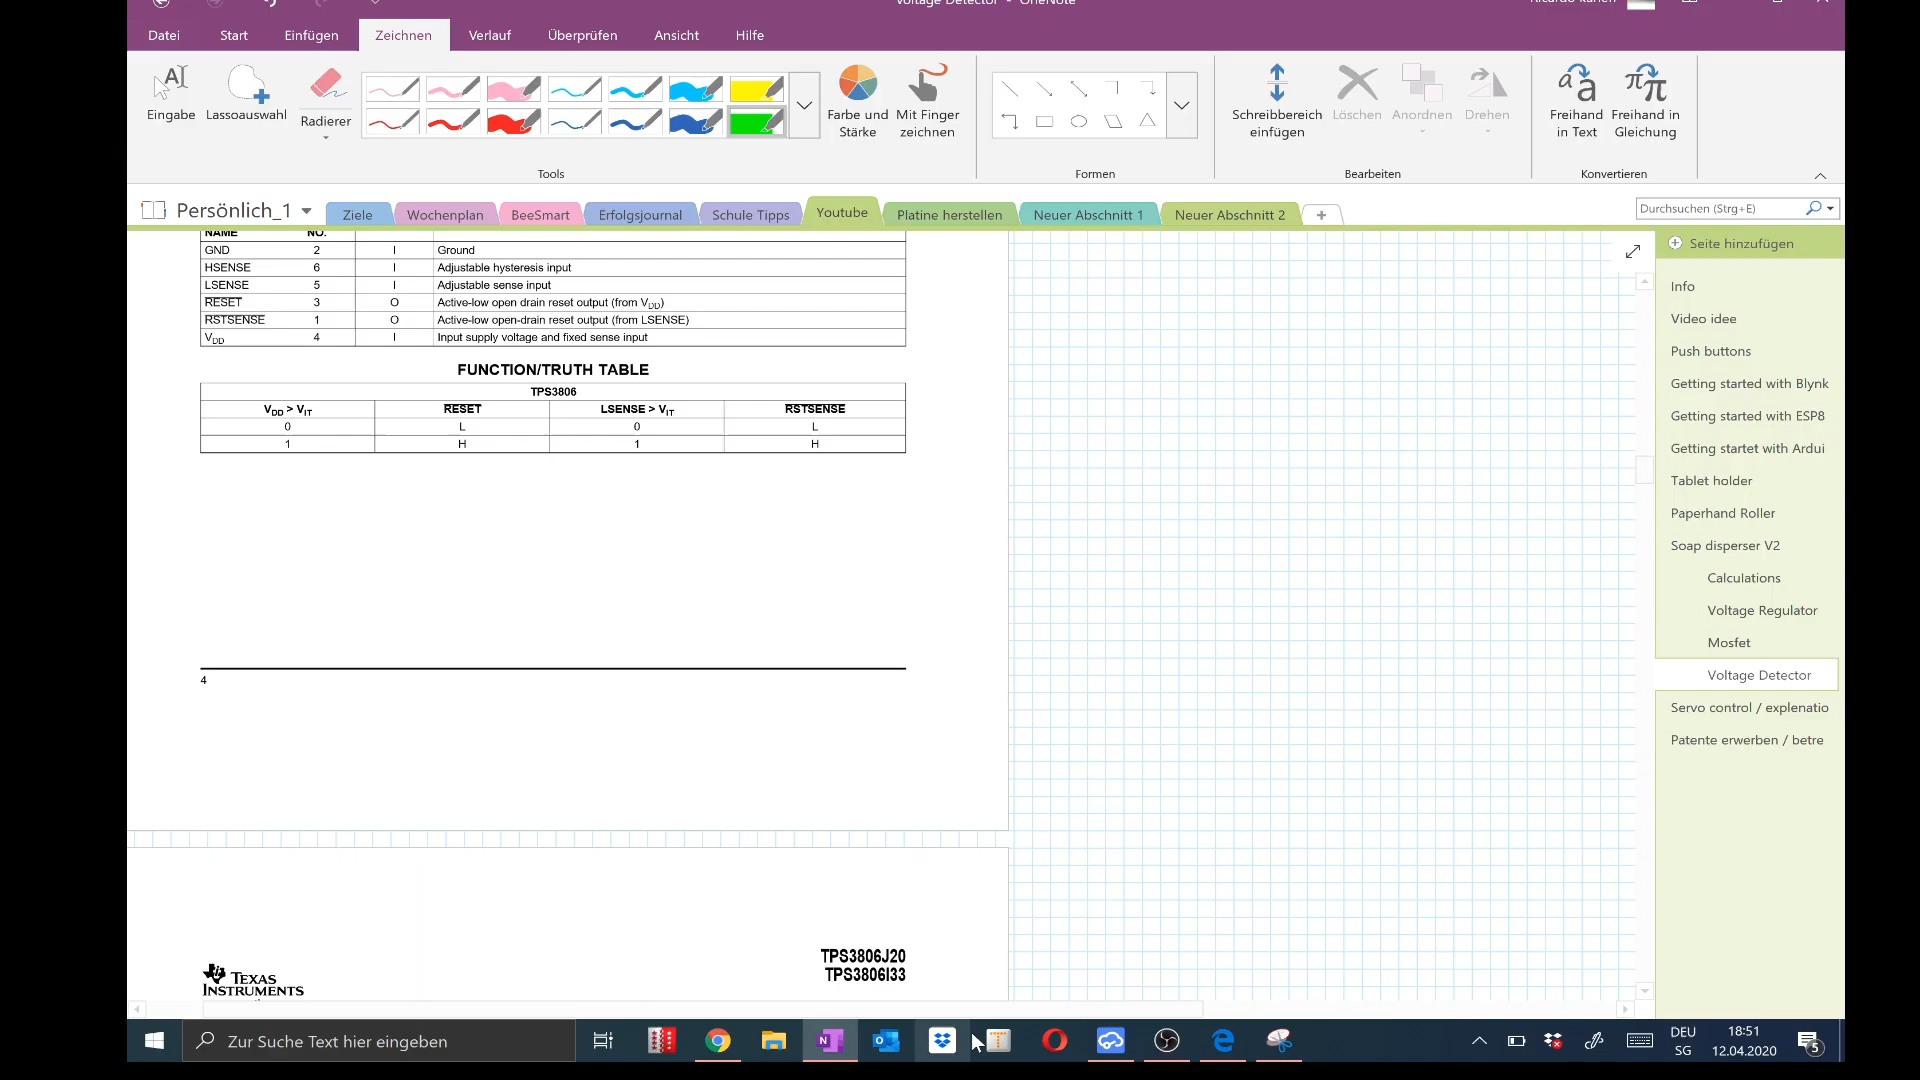 Voltage Detector - OneNote
Datei Start Einfügen Zeichnen Verlauf Überprüfen Ansicht Hilfe
Eingabe Lassoauswahl Radierer
Farbe und Stärke
Mit Finger zeichnen
Schreibbereich einfügen
Löschen Anordnen Drehen
Freihand in Text
Freihand in Gleichung
Tools Formen Bearbeiten Konvertieren
Persönlich_1 Ziele Wochenplan BeeSmart Erfolgsjournal Schule Tipps Youtube Platine herstellen Neuer Abschnitt 1 Neuer Abschnitt 2
Durchsuchen (Strg+E)
NAME NO.
GND 2 I Ground
HSENSE 6 I Adjustable hysteresis input
LSENSE 5 I Adjustable sense input
RESET 3 O Active-low open drain reset output (from VDD)
RSTSENSE 1 O Active-low open-drain reset output (from LSENSE)
VDD 4 I Input supply voltage and fixed sense input
FUNCTION/TRUTH TABLE
TPS3806
VDD > VIT RESET LSENSE > VIT RSTSENSE
0 L 0 L
1 H 1 H
4
TPS3806J20
TPS3806I33
TEXAS
INSTRUMENTS
Seite hinzufügen
Info
Video idee
Push buttons
Getting started with Blynk
Getting started with ESP8
Getting startet with Ardui
Tablet holder
Paperhand Roller
Soap disperser V2
Calculations
Voltage Regulator
Mosfet
Voltage Detector
Servo control / explenatio
Patente erwerben / betre
Zur Suche Text hier eingeben
DEU
SG
18:51
12.04.2020
5